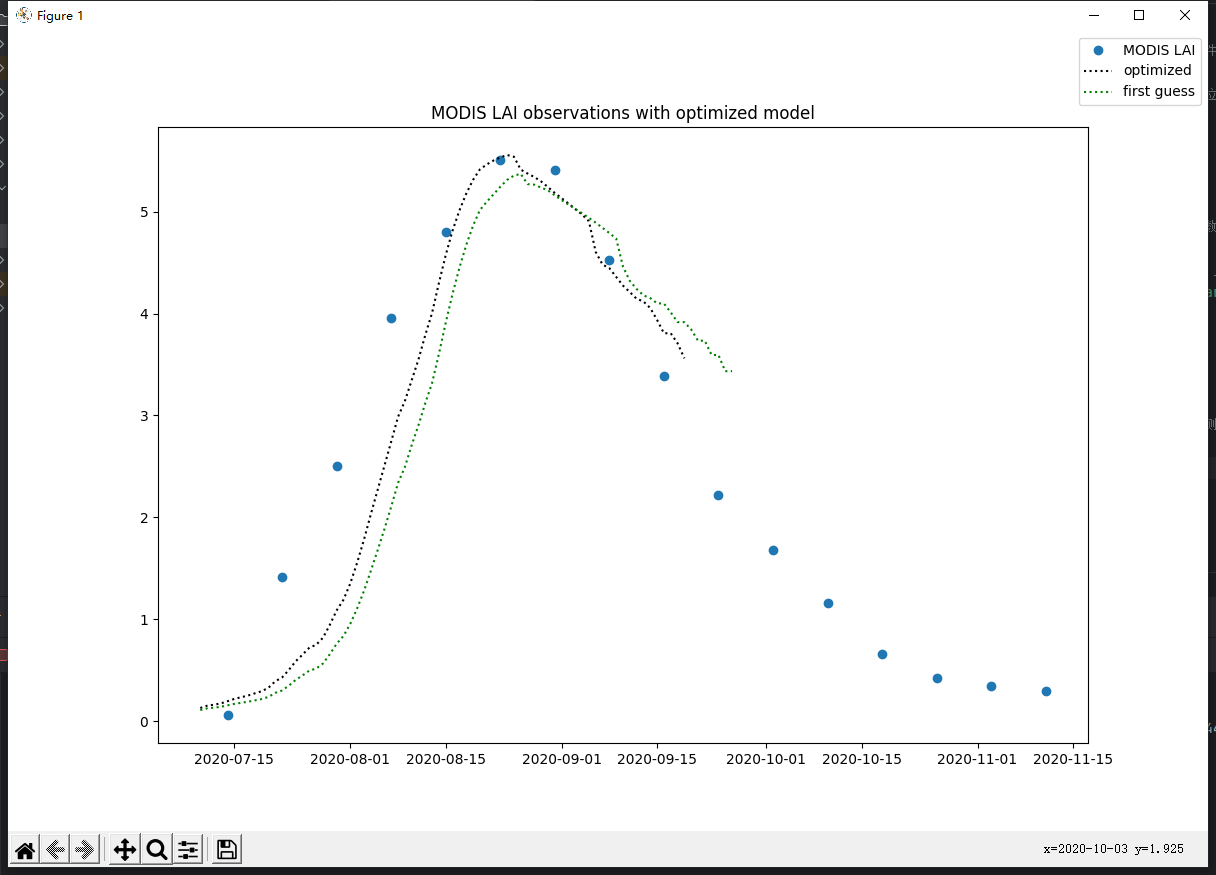 Figure 1
MODIS LAI
optimized
first guess
MODIS LAI observations with optimized model
5
4
3
2
1
0
2020-07-15 2020-08-01 2020-08-15 2020-09-01 2020-09-15 2020-10-01 2020-10-15 2020-11-01 2020-11-15
x=2020-10-03 y=1.925